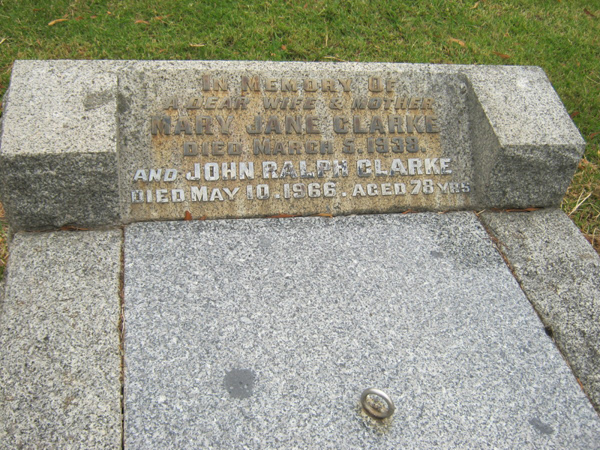 IN MEMORY OF
A DEAR WIFE & MOTHER
MARY JANE CLARKE
DIED MARCH 5, 1938.
AND JOHN RALPH CLARKE
DIED MAY 10, 1966. AGED 78 YRS